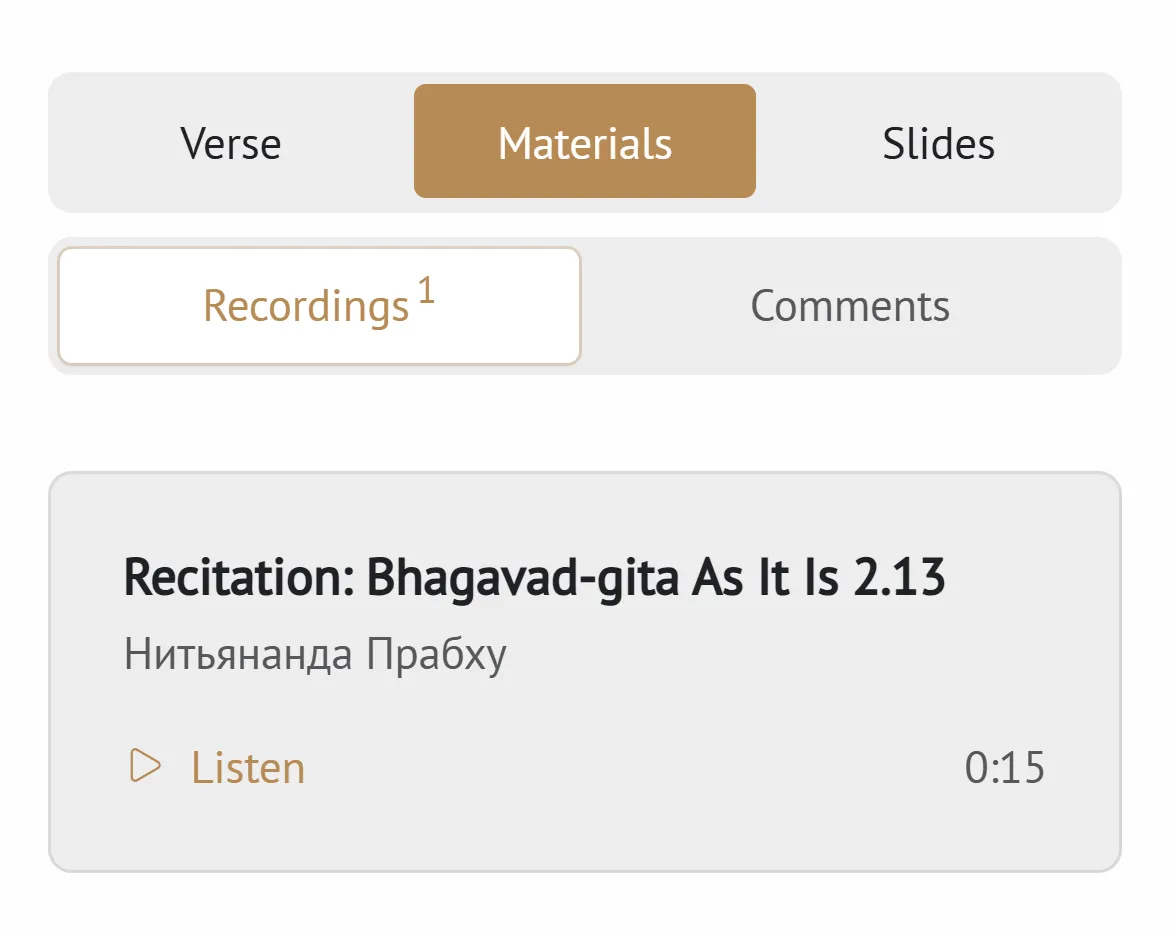 Verse Materials Slides
Recordings 1 Comments
Recitation: Bhagavad-gita As It Is 2.13
Нитьянанда Прабху
Listen 0:15